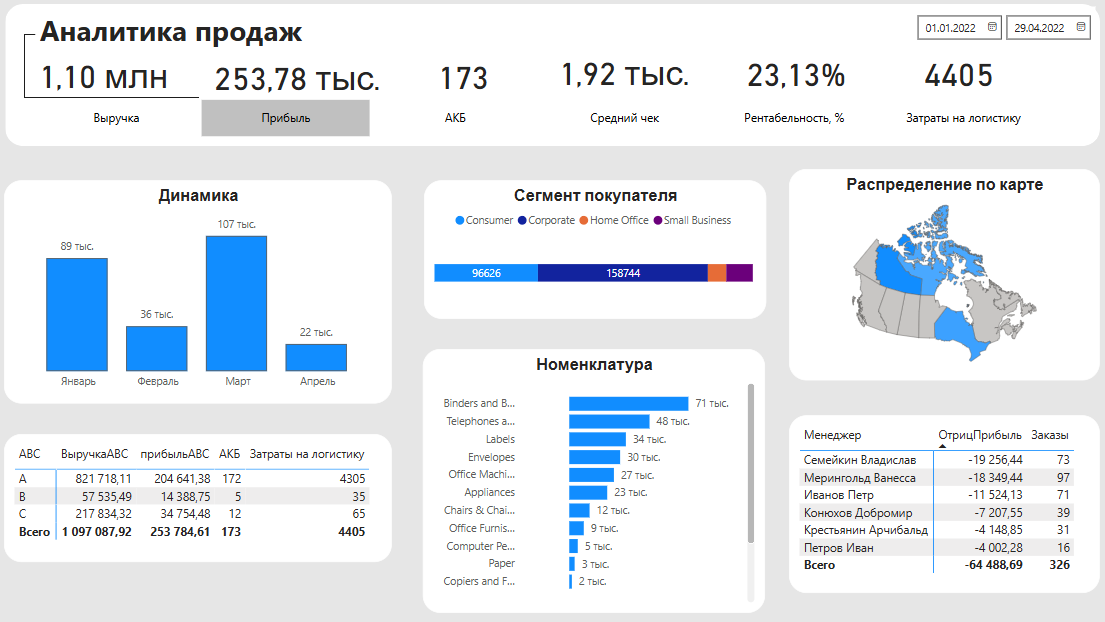 Аналитика продаж
01.01.2022
29.04.2022
1,10 млн
253,78 тыс.
173
1,92 тыс.
23,13%
4405
Выручка
Прибыль
АКБ
Средний чек
Рентабельность, %
Затраты на логистику
Динамика
107 тыс.
89 тыс.
36 тыс.
22 тыс.
Январь Февраль Март Апрель
ABC ВыручкаABC прибыльABC АКБ Затраты на логистику
A 821 718,11 204 641,38 172 4305
B 57 535,49 14 388,75 5 35
C 217 834,32 34 754,48 12 65
Всего 1 097 087,92 253 784,61 173 4405
Сегмент покупателя
Consumer Corporate Home Office Small Business
96626 158744
Номенклатура
Binders and B... 71 тыс.
Telephones a... 48 тыс.
Labels 34 тыс.
Envelopes 30 тыс.
Office Machi... 27 тыс.
Appliances 23 тыс.
Chairs & Chai... 12 тыс.
Office Furnis... 9 тыс.
Computer Pe... 5 тыс.
Paper 3 тыс.
Copiers and F... 2 тыс.
Распределение по карте
Менеджер ОтрицПрибыль Заказы
Семейкин Владислав -19 256,44 73
Мерингольд Ванесса -18 349,44 97
Иванов Петр -11 524,13 71
Конюхов Добромир -7 207,55 39
Крестьянин Арчибальд -4 148,85 31
Петров Иван -4 002,28 16
Всего -64 488,69 326